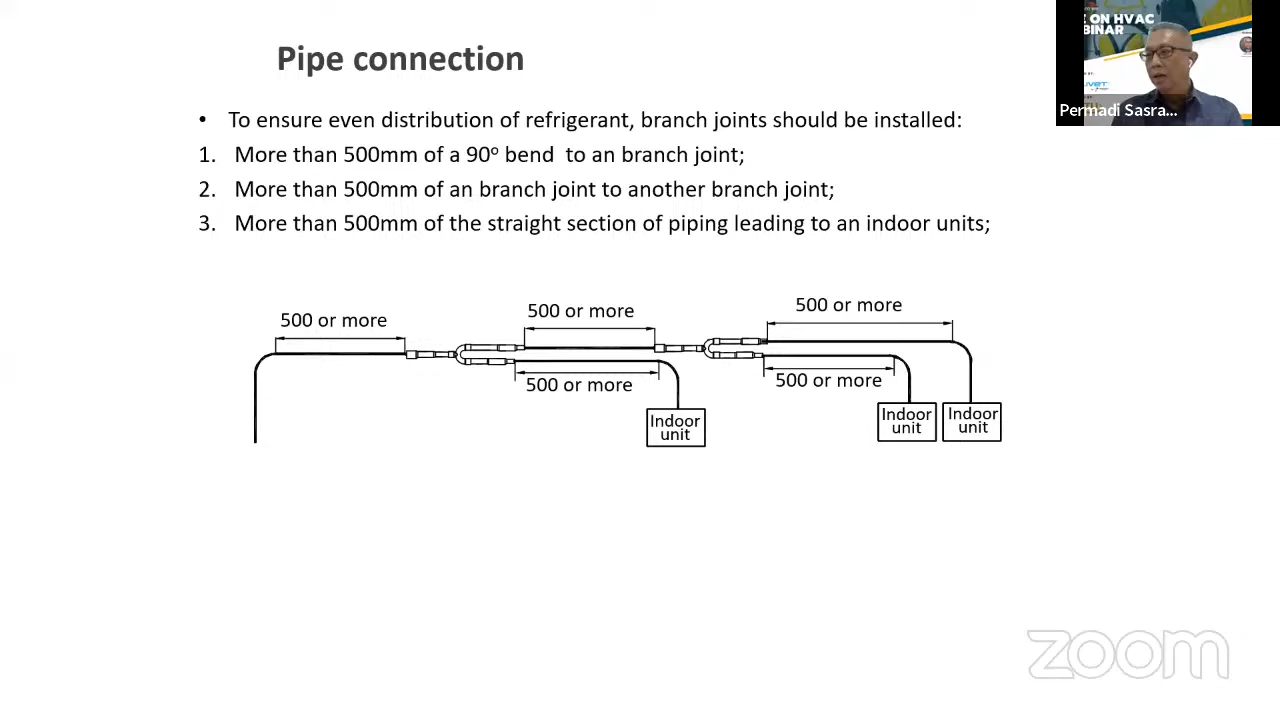 Pipe connection
• To ensure even distribution of refrigerant, branch joints should be installed:
1. More than 500mm of a 90° bend to an branch joint;
2. More than 500mm of an branch joint to another branch joint;
3. More than 500mm of the straight section of piping leading to an indoor units;
500 or more
500 or more
500 or more
500 or more
500 or more
Indoor
unit
Indoor
unit
Indoor
unit
ON HVAC
Permadi Sasra...
zoom